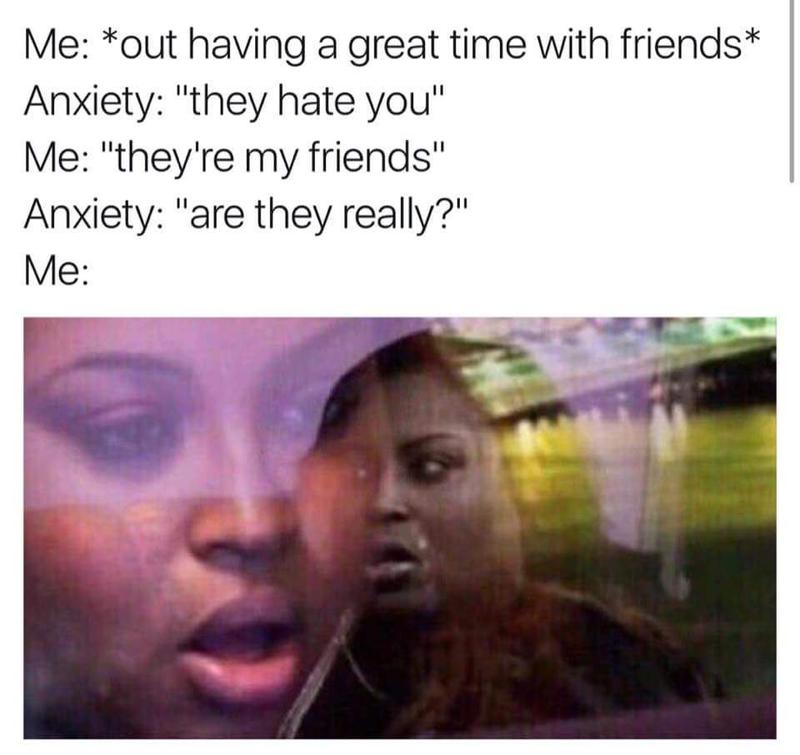 Me: *out having a great time with friends*
Anxiety: "they hate you"
Me: "they're my friends"
Anxiety: "are they really?"
Me: